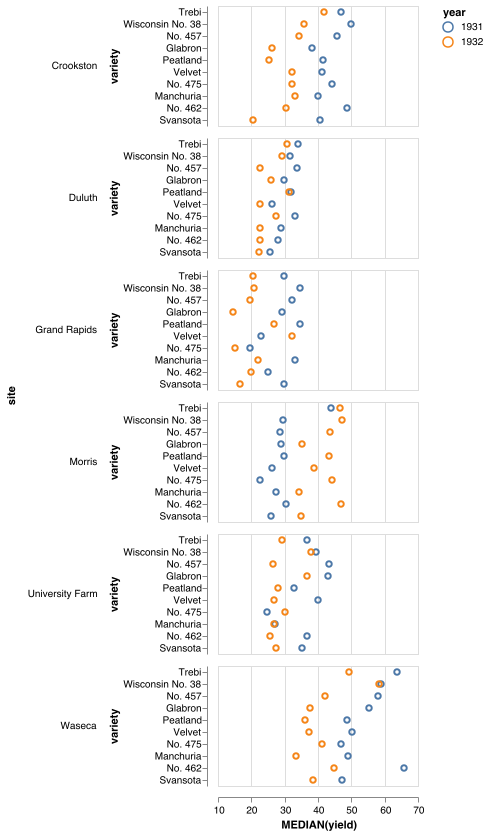 year
1931
1932
site
Crookston
variety
Trebi
Wisconsin No. 38
No. 457
Glabron
Peatland
Velvet
No. 475
Manchuria
No. 462
Svansota
Duluth
variety
Trebi
Wisconsin No. 38
No. 457
Glabron
Peatland
Velvet
No. 475
Manchuria
No. 462
Svansota
Grand Rapids
variety
Trebi
Wisconsin No. 38
No. 457
Glabron
Peatland
Velvet
No. 475
Manchuria
No. 462
Svansota
Morris
variety
Trebi
Wisconsin No. 38
No. 457
Glabron
Peatland
Velvet
No. 475
Manchuria
No. 462
Svansota
University Farm
variety
Trebi
Wisconsin No. 38
No. 457
Glabron
Peatland
Velvet
No. 475
Manchuria
No. 462
Svansota
Waseca
variety
Trebi
Wisconsin No. 38
No. 457
Glabron
Peatland
Velvet
No. 475
Manchuria
No. 462
Svansota
10 20 30 40 50 60 70
MEDIAN(yield)